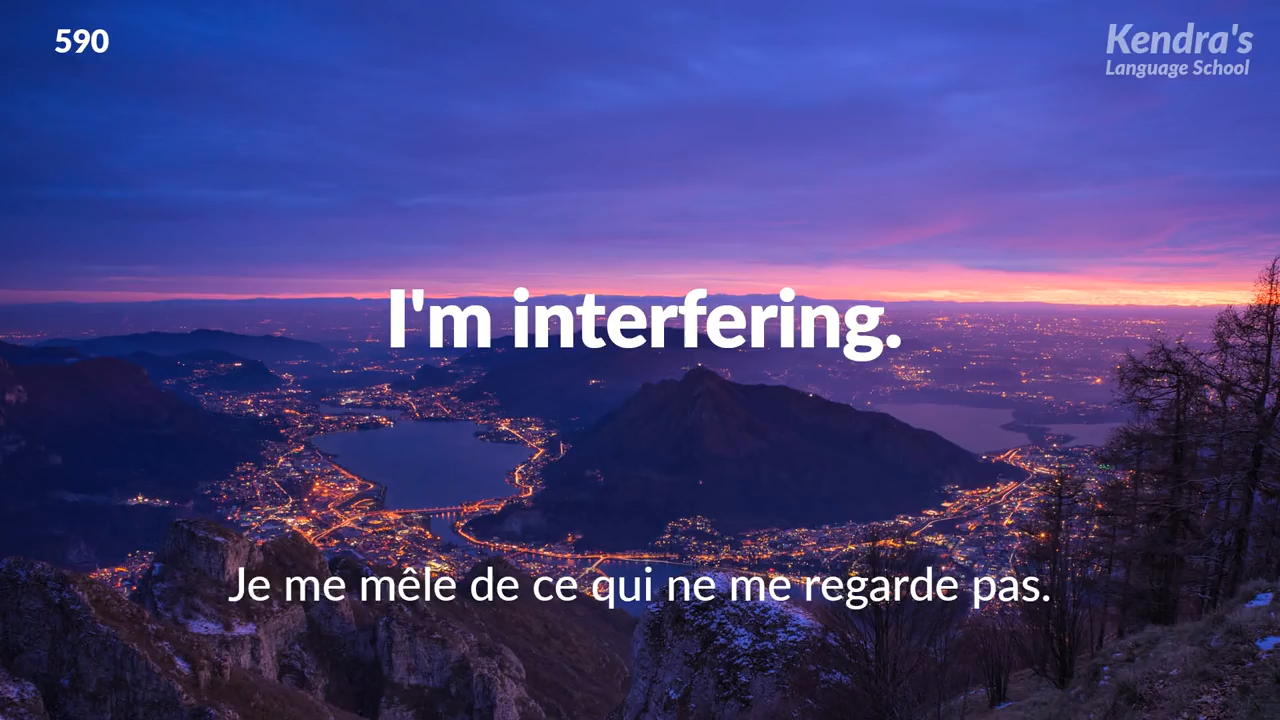 590
Kendra's
Language School
I'm interfering.
Je me mêle de ce qui ne me regarde pas.